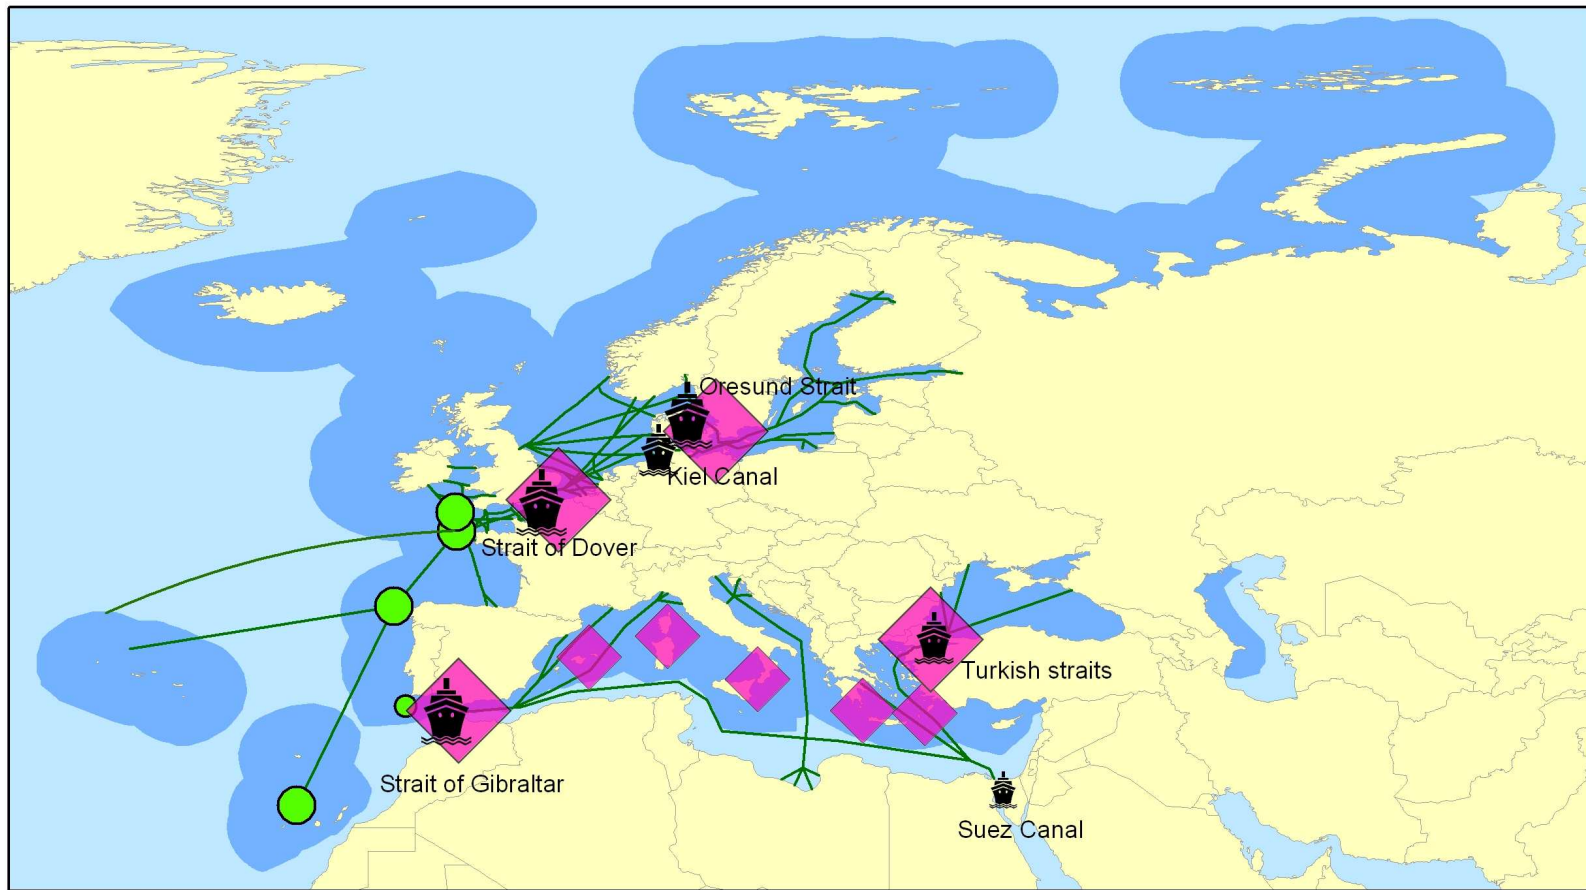 Oresund Strait
Kiel Canal
Strait of Dover
Turkish straits
Strait of Gibraltar
Suez Canal